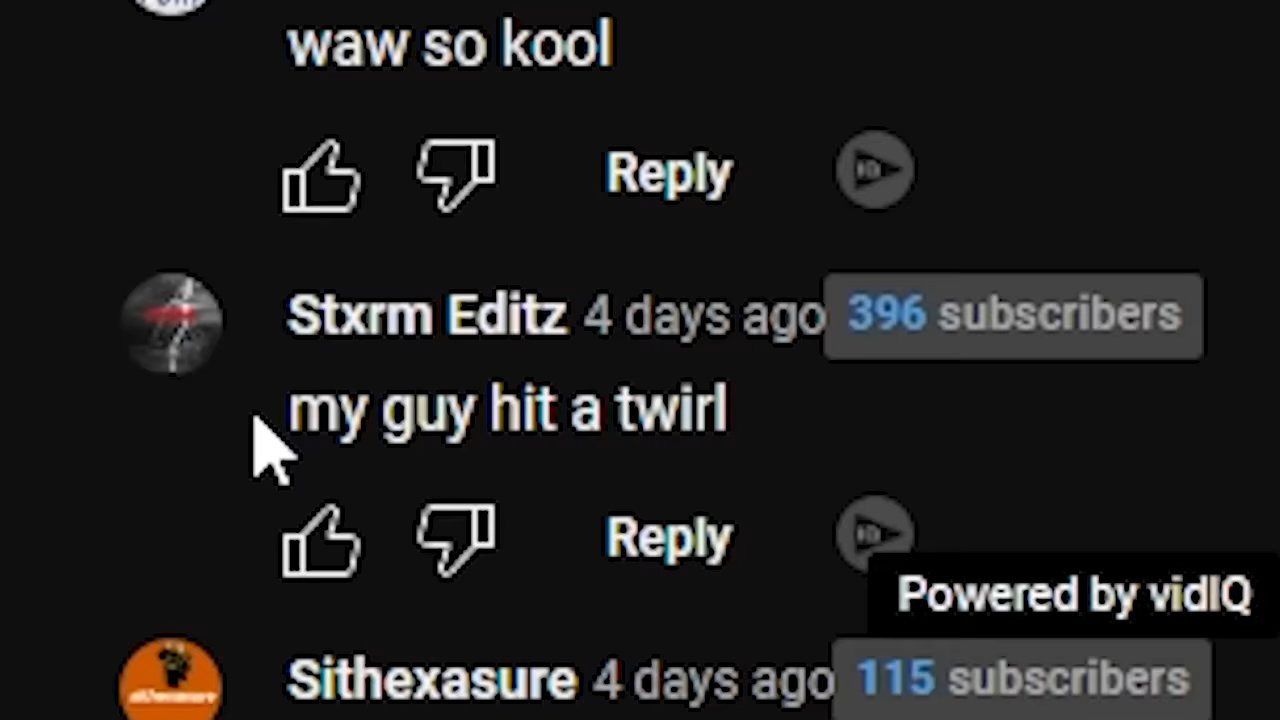 waw so kool
Reply
Stxrm Editz 4 days ago 396 subscribers
my guy hit a twirl
Reply
Powered by vidIQ
Sithexasure 4 days ago 115 subscribers